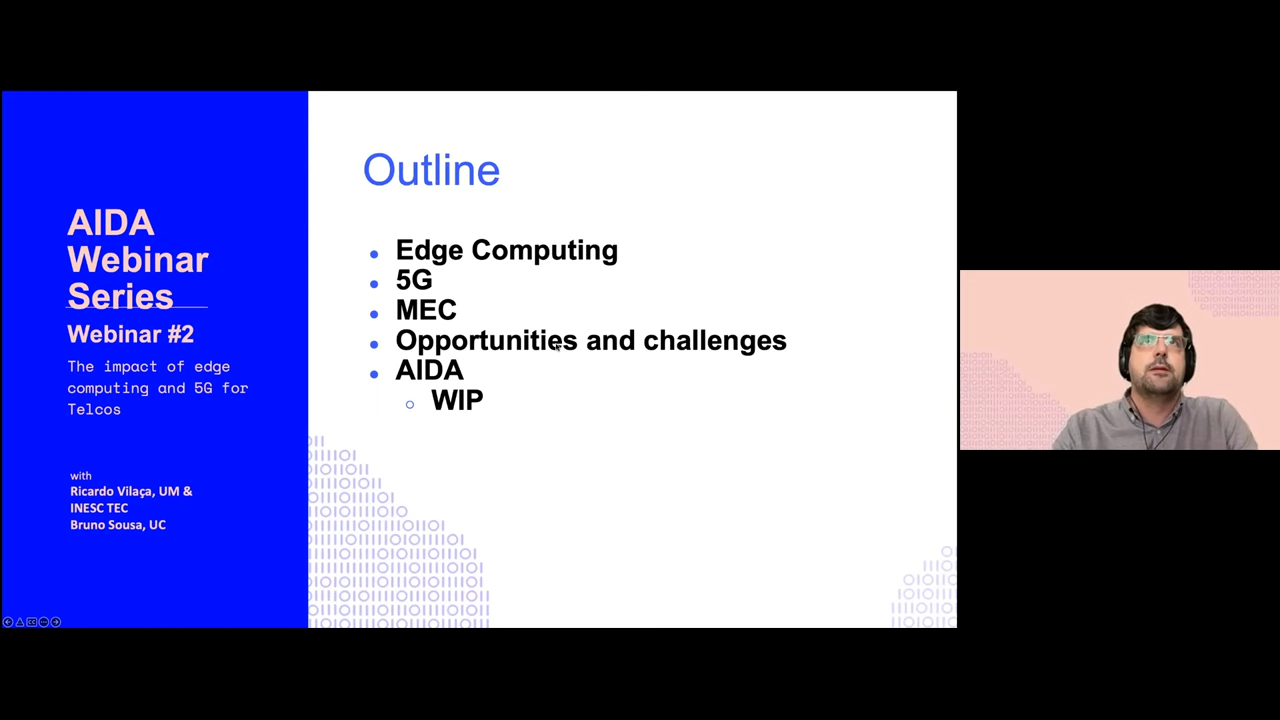 AIDA
Webinar
Series
Webinar #2
The impact of edge
computing and 5G for
Telcos
with
Ricardo Vilaça, UM &
INESC TEC
Bruno Sousa, UC
Outline
Edge Computing
5G
MEC
Opportunities and challenges
AIDA
WIP